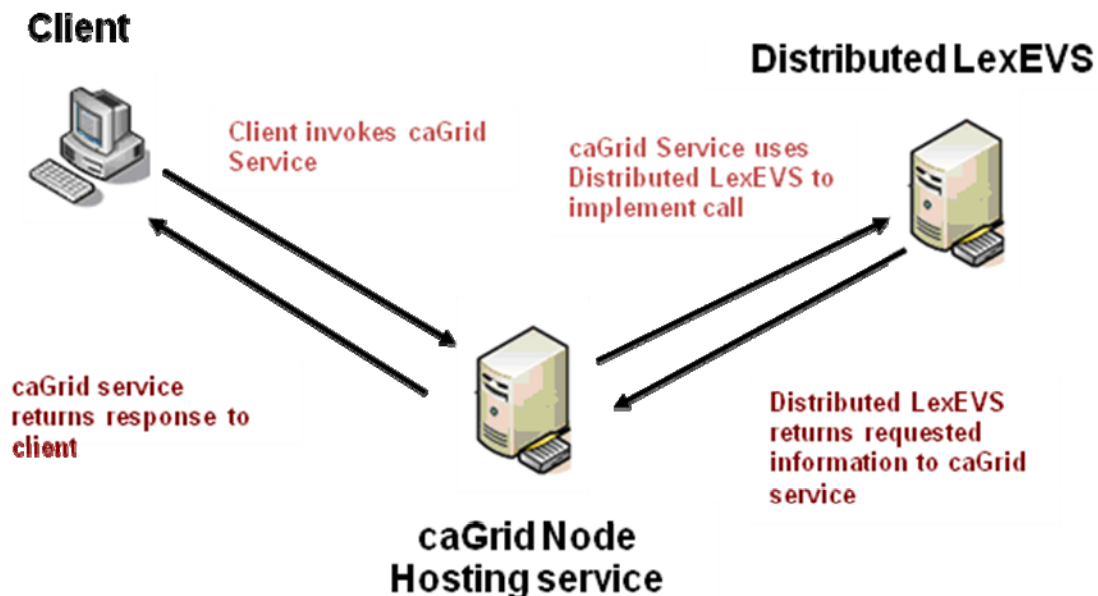 Client
Distributed LexEVS
Client invokes caGrid
Service
caGrid Service uses
Distributed LexEVS to
implement call
caGrid service
returns response to
client
Distributed LexEVS
returns requested
information to caGrid
service
caGrid Node
Hosting service